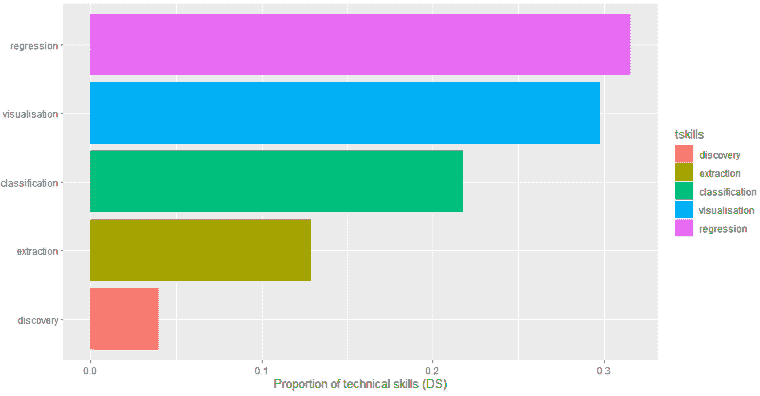 regression
visualisation
classification
extraction
discovery
0.0 0.1 0.2 0.3
Proportion of technical skills (DS)
tskills
discovery
extraction
classification
visualisation
regression